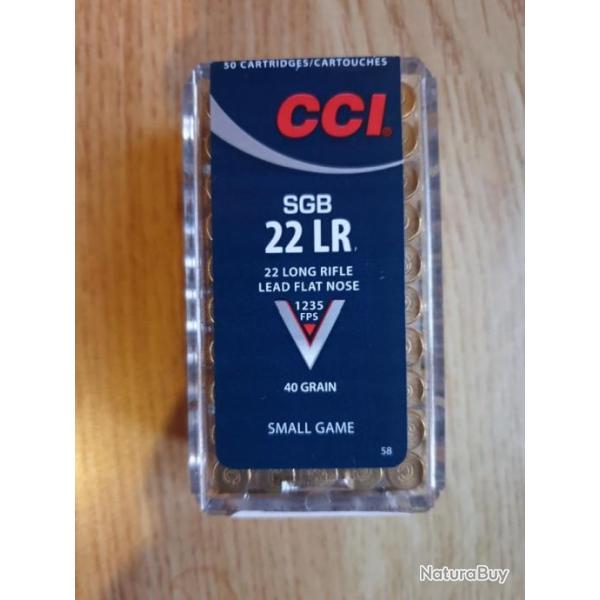 50 CARTRIDGES/CARTOUCHES
CCI®
SGB
22 LR
22 LONG RIFLE
LEAD FLAT NOSE
1235
FPS
40 GRAIN
SMALL GAME
58
NaturaBuy